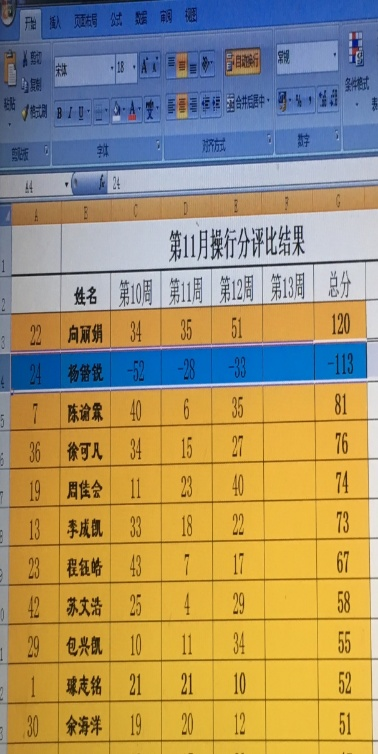 开始 插入 页面布局 公式 数据 审阅 视图
剪切
复制
粘贴 格式刷
宋体 18 A A
B I U
自动换行
合并后居中
常规
% ,
条件格式
剪贴板 字体 对齐方式 数字
A4 fx 24
A B C D E F G
1 第11月操行分评比结果
2 姓名 第10周 第11周 第12周 第13周 总分
3 22 向丽娟 34 35 51 120
4 24 杨锴锐 -52 -28 -33 -113
5 7 陈谕霖 40 6 35 81
6 36 徐可凡 34 15 27 76
7 19 周佳会 11 23 40 74
8 13 李成凯 33 18 22 73
9 23 程钰皓 43 7 17 67
0 42 苏文浩 25 4 29 58
1 29 包兴凯 10 11 34 55
2 1 志铭 21 21 10 52
3 30 余海洋 19 20 12 51